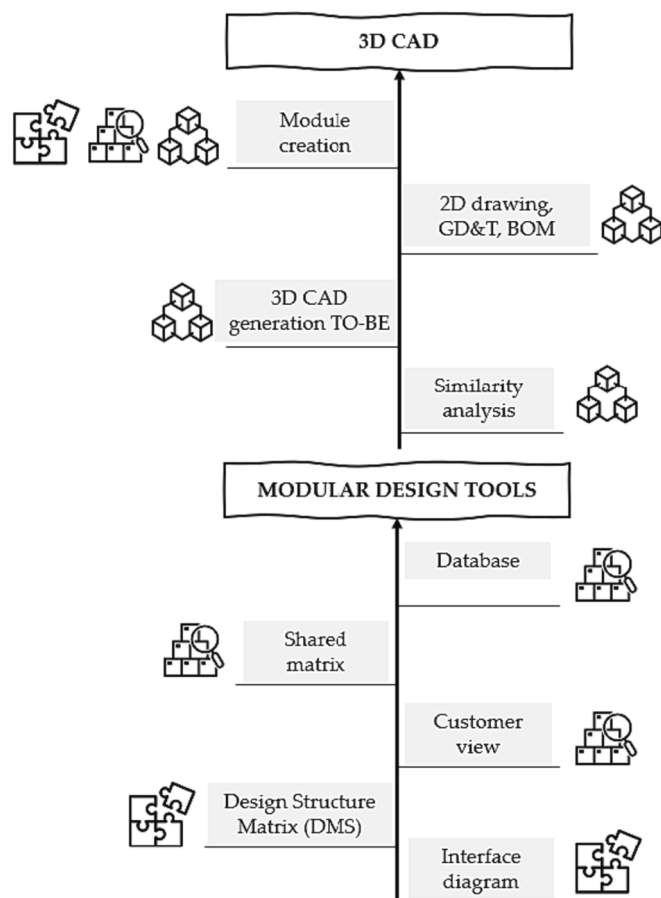 3D CAD
Module
creation
2D drawing,
GD&T, BOM
3D CAD
generation TO-BE
Similarity
analysis
MODULAR DESIGN TOOLS
Database
Shared
matrix
Customer
view
Design Structure
Matrix (DMS)
Interface
diagram